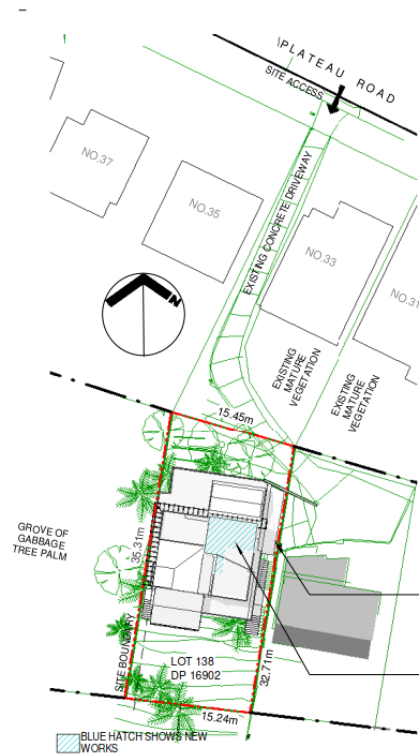 PLATEAU ROAD
SITE ACCESS
NO.37
NO.35
EXISTING CONCRETE DRIVEWAY
NO.33
NO.31
N
EXISTING
MATURE
VEGETATION
EXISTING
MATURE
VEGETATION
15.45m
GROVE OF
GABBAGE
TREE PALM
35.31m
SITE BOUNDARY
LOT 138
DP 16902
32.71m
15.24m
BLUE HATCH SHOWS NEW
WORKS